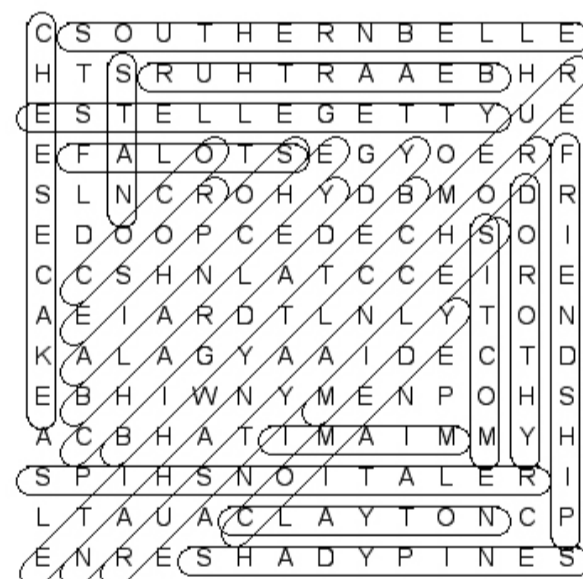 C S O U T H E R N B E L L E
H T S R U H T R A A E B H R
E S T E L L E G E T T Y U E
E F A L O T S E G Y O E R F
S L N C R O H Y D B M O D R
E D O O P C E D E C H S O I
C C S H N L A T C C E I R E
A E I A R D T L N L Y T O N
K A L A G Y A A I D E C T D
E B H I W N Y M E N P O H S
A C B H A T I M A I M M Y H
S P I H S N O I T A L E R I
L T A U A C L A Y T O N C P
E N R E S H A D Y P I N E S